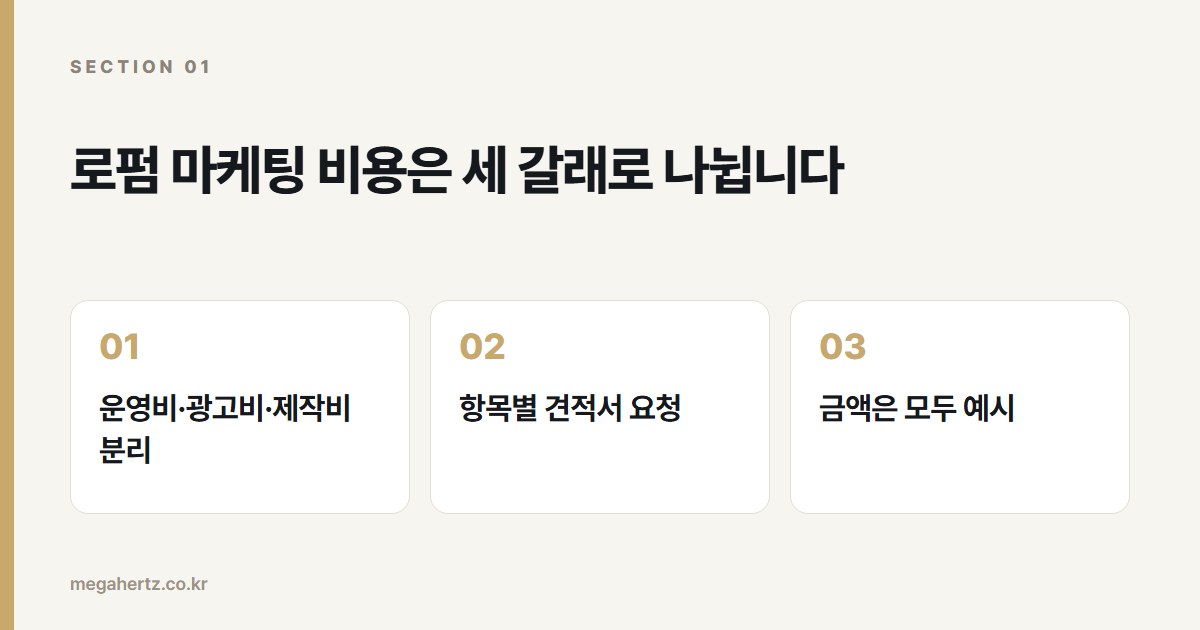 SECTION 01
로펌 마케팅 비용은 세 갈래로 나뉩니다
01
운영비·광고비·제작비
분리
02
항목별 견적서 요청
03
금액은 모두 예시
megahertz.co.kr